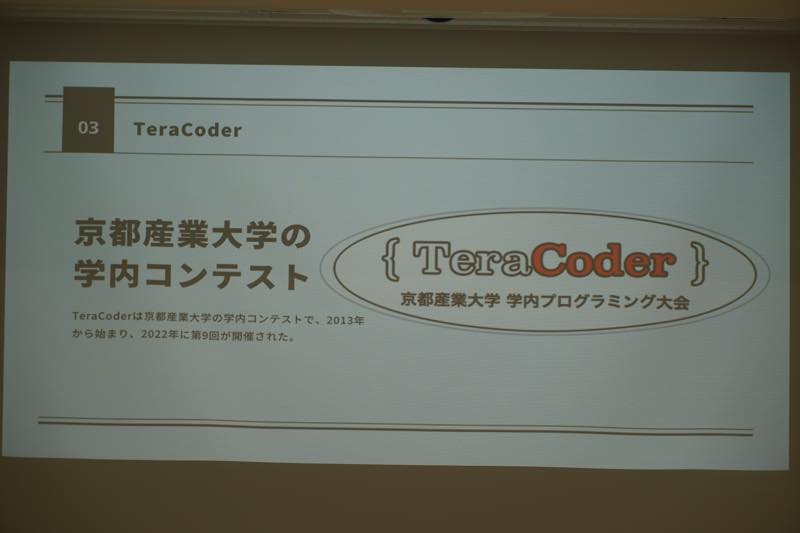 03
TeraCoder
京都産業大学の
学内コンテスト
TeraCoderは京都産業大学の学内コンテストで、2013年
から始まり、2022年に第9回が開催された。
{ TeraCoder }
京都産業大学 学内プログラミング大会